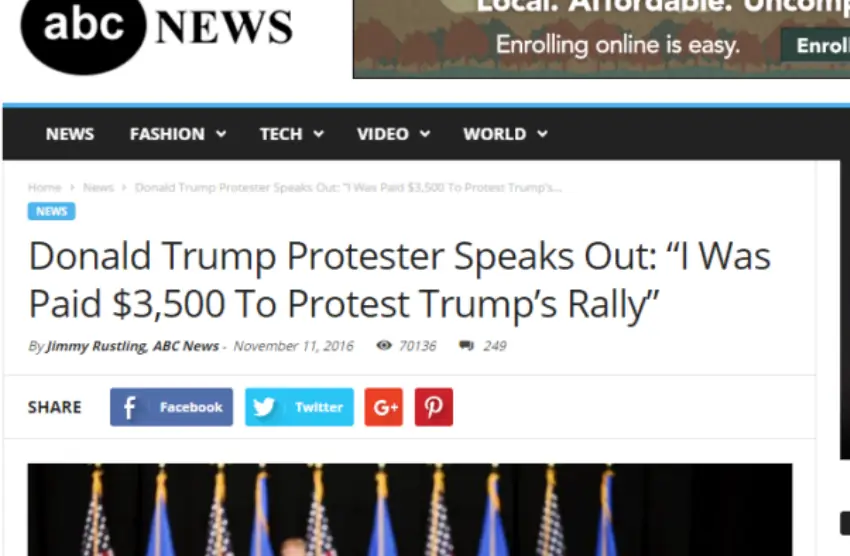 abc NEWS
Local. Affordable.
Enrolling online is easy.
NEWS FASHION TECH VIDEO WORLD
Home > News > Donald Trump Protester Speaks Out: “I Was Paid $3,500 To Protest Trump’s...
NEWS
Donald Trump Protester Speaks Out: “I Was
Paid $3,500 To Protest Trump’s Rally”
By Jimmy Rustling, ABC News - November 11, 2016 70136 249
SHARE f Facebook Twitter G+